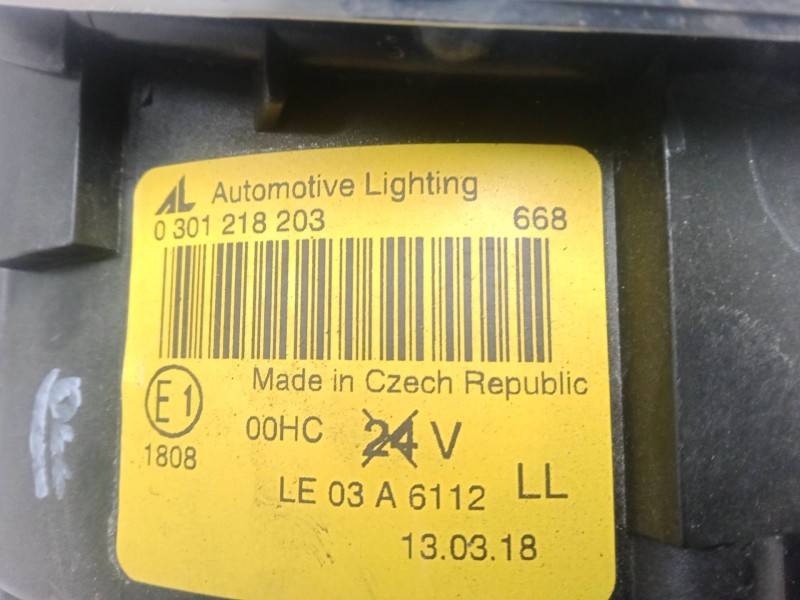 AL Automotive Lighting
0 301 218 203 668
Made in Czech Republic
E1 00HC 24 V
1808
LE 03 A 6112 LL
13.03.18